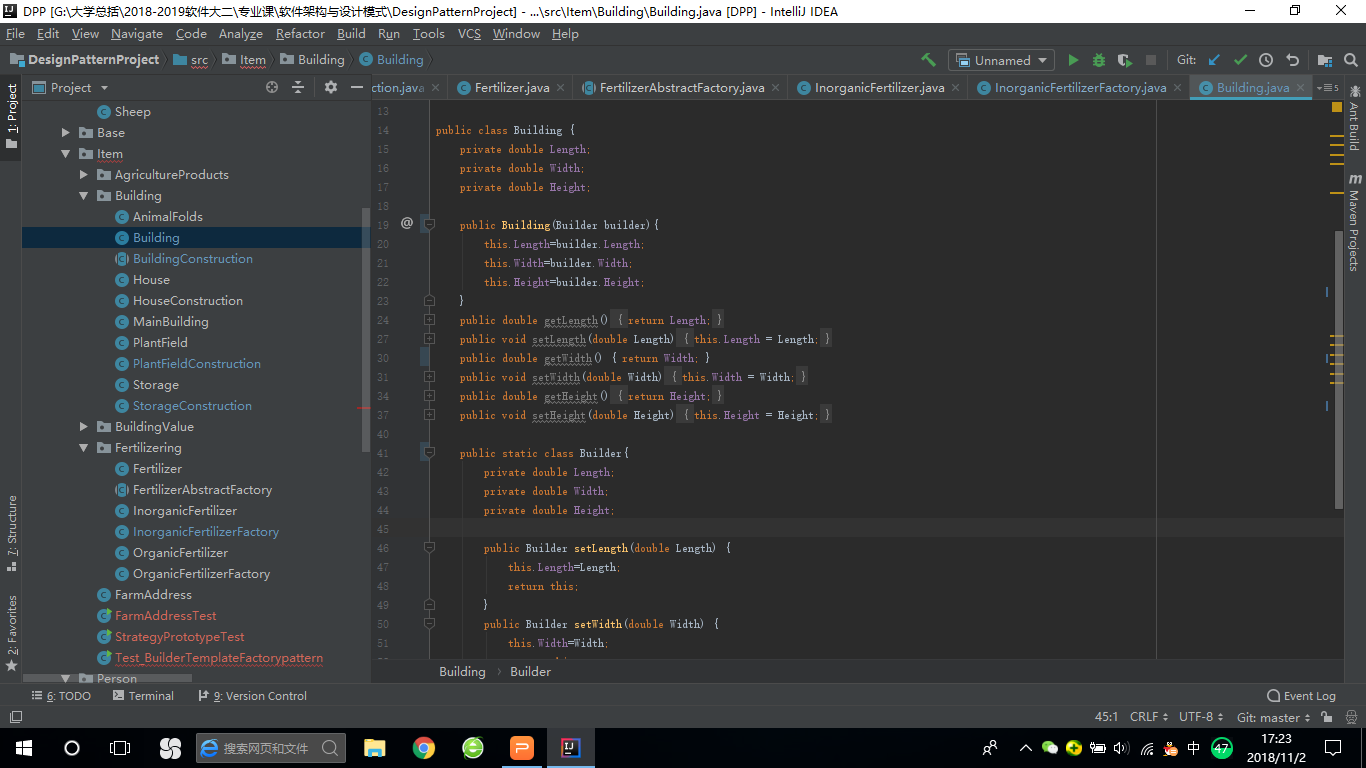 DPP [G:\大学总括\2018-2019软件大二\专业课\软件架构与设计模式\DesignPatternProject] - ...\src\Item\Building\Building.java [DPP] - IntelliJ IDEA
File Edit View Navigate Code Analyze Refactor Build Run Tools VCS Window Help
DesignPatternProject src Item Building Building Unnamed Git:
Project ction.java Fertilizer.java FertilizerAbstractFactory.java InorganicFertilizer.java InorganicFertilizerFactory.java Building.java 5
1: Project
7: Structure
2: Favorites
Sheep
Base
Item
AgricultureProducts
Building
AnimalFolds
Building
BuildingConstruction
House
HouseConstruction
MainBuilding
PlantField
PlantFieldConstruction
Storage
StorageConstruction
BuildingValue
Fertilizering
Fertilizer
FertilizerAbstractFactory
InorganicFertilizer
InorganicFertilizerFactory
OrganicFertilizer
OrganicFertilizerFactory
FarmAddress
FarmAddressTest
StrategyPrototypeTest
Test_BuilderTemplateFactorypattern
Person
13
14 public class Building {
15 private double Length;
16 private double Width;
17 private double Height;
18
19 @ public Building(Builder builder){
20 this.Length=builder.Length;
21 this.Width=builder.Width;
22 this.Height=builder.Height;
23 }
24 public double getLength() { return Length; }
27 public void setLength(double Length) { this.Length = Length; }
30 public double getWidth() { return Width; }
31 public void setWidth(double Width) { this.Width = Width; }
34 public double getHeight() { return Height; }
37 public void setHeight(double Height) { this.Height = Height; }
40
41 public static class Builder{
42 private double Length;
43 private double Width;
44 private double Height;
45
46 public Builder setLength(double Length) {
47 this.Length=Length;
48 return this;
49 }
50 public Builder setWidth(double Width) {
51 this.Width=Width;
Building Builder
Ant Build
Maven Projects
6: TODO Terminal 9: Version Control Event Log
45:1 CRLF UTF-8 Git: master
搜索网页和文件 中 47 17:23
2018/11/2